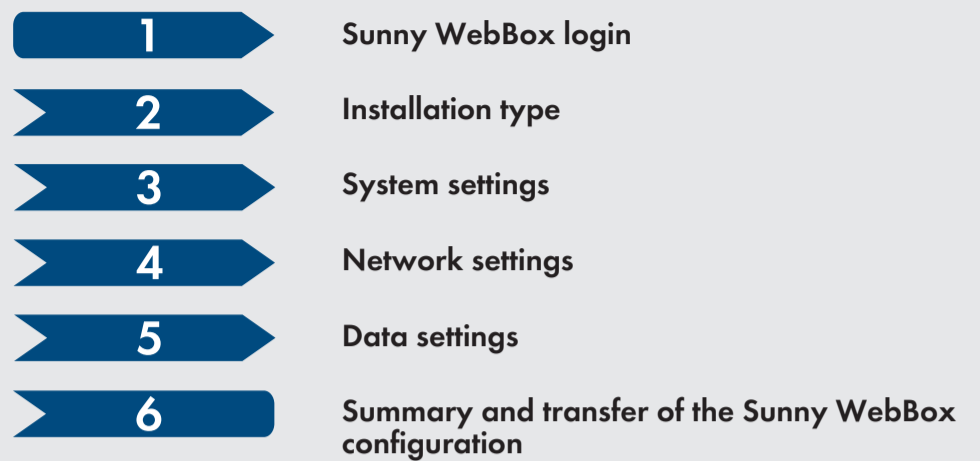 1 Sunny WebBox login
2 Installation type
3 System settings
4 Network settings
5 Data settings
6 Summary and transfer of the Sunny WebBox
configuration